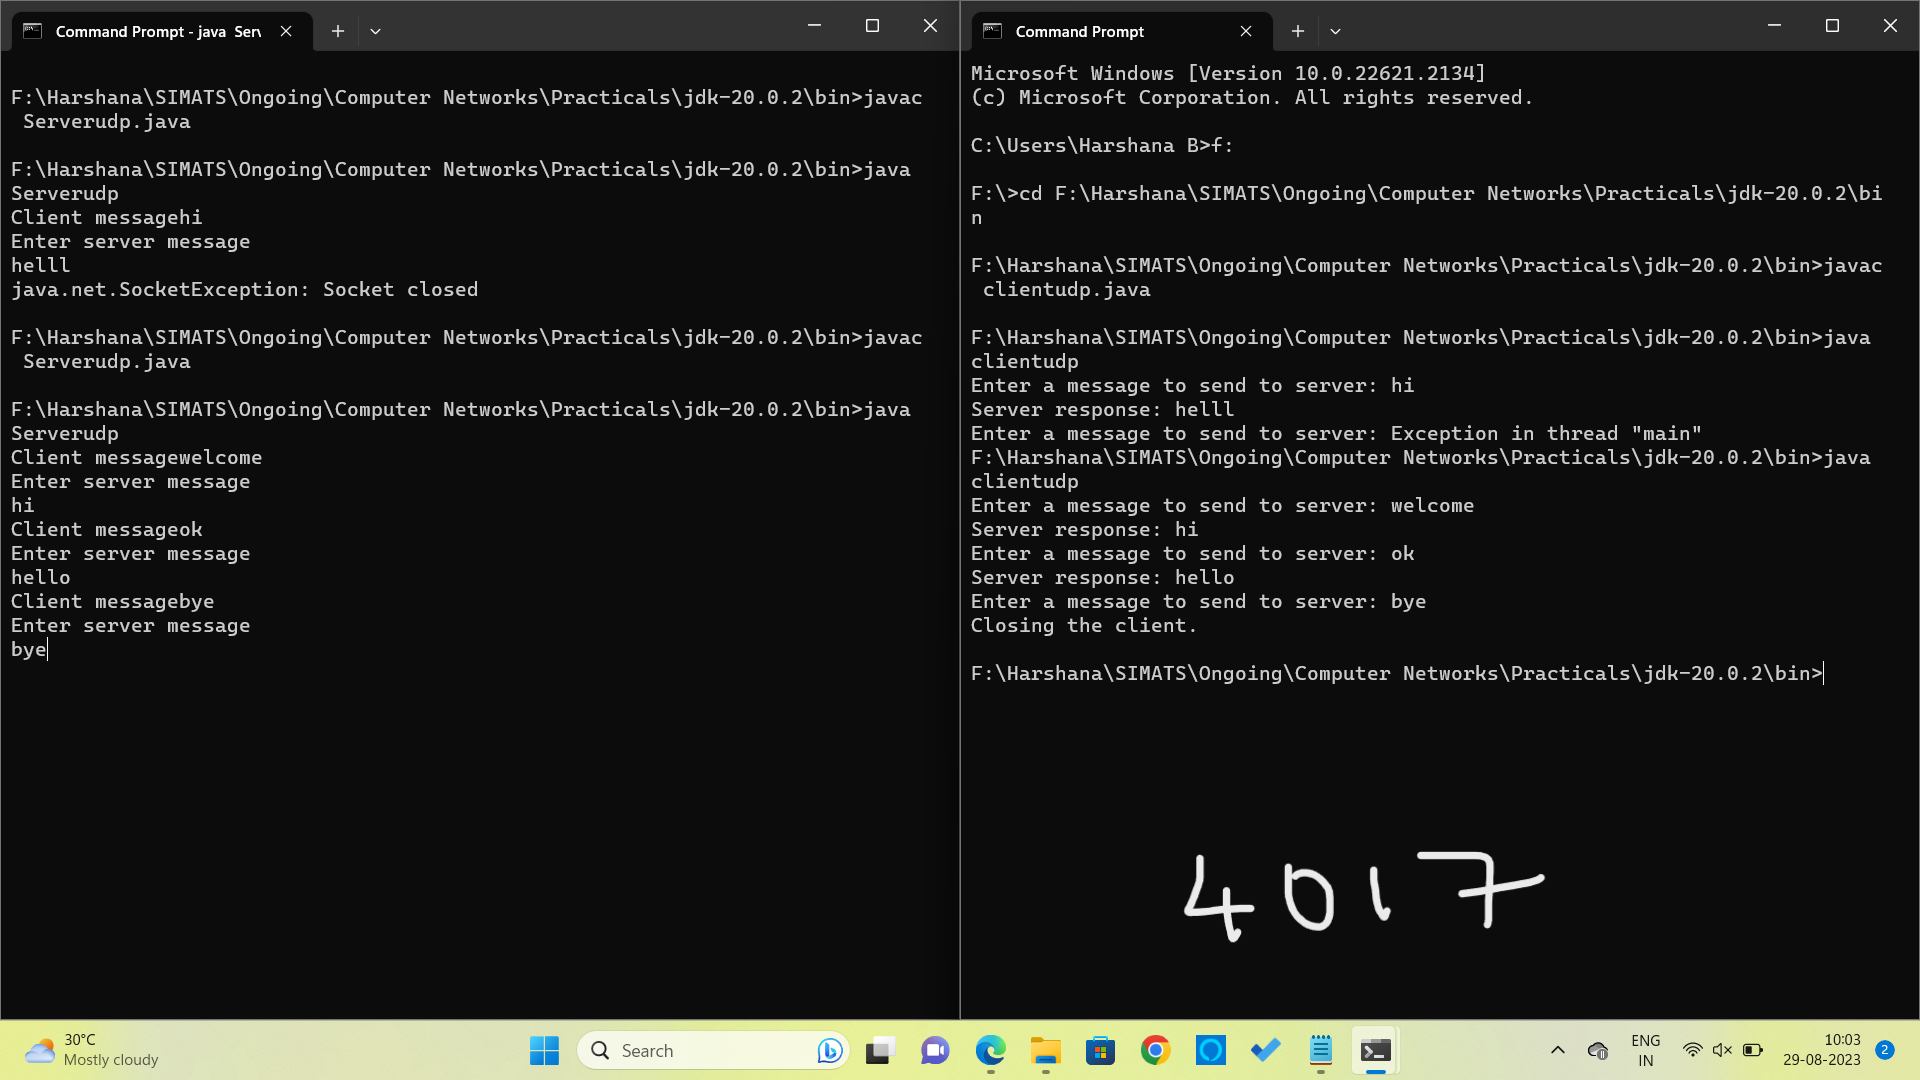 Command Prompt - java  Serv
F:\Harshana\SIMATS\Ongoing\Computer Networks\Practicals\jdk-20.0.2\bin>javac
 Serverudp.java
F:\Harshana\SIMATS\Ongoing\Computer Networks\Practicals\jdk-20.0.2\bin>java
Serverudp
Client messagehi
Enter server message
helll
java.net.SocketException: Socket closed
F:\Harshana\SIMATS\Ongoing\Computer Networks\Practicals\jdk-20.0.2\bin>javac
 Serverudp.java
F:\Harshana\SIMATS\Ongoing\Computer Networks\Practicals\jdk-20.0.2\bin>java
Serverudp
Client messagewelcome
Enter server message
hi
Client messageok
Enter server message
hello
Client messagebye
Enter server message
bye
Command Prompt
Microsoft Windows [Version 10.0.22621.2134]
(c) Microsoft Corporation. All rights reserved.
C:\Users\Harshana B>f:
F:\>cd F:\Harshana\SIMATS\Ongoing\Computer Networks\Practicals\jdk-20.0.2\bi
n
F:\Harshana\SIMATS\Ongoing\Computer Networks\Practicals\jdk-20.0.2\bin>javac
 clientudp.java
F:\Harshana\SIMATS\Ongoing\Computer Networks\Practicals\jdk-20.0.2\bin>java
clientudp
Enter a message to send to server: hi
Server response: helll
Enter a message to send to server: Exception in thread "main"
F:\Harshana\SIMATS\Ongoing\Computer Networks\Practicals\jdk-20.0.2\bin>java
clientudp
Enter a message to send to server: welcome
Server response: hi
Enter a message to send to server: ok
Server response: hello
Enter a message to send to server: bye
Closing the client.
F:\Harshana\SIMATS\Ongoing\Computer Networks\Practicals\jdk-20.0.2\bin>
4017
30°C
Mostly cloudy
Search
ENG
IN
10:03
29-08-2023
2